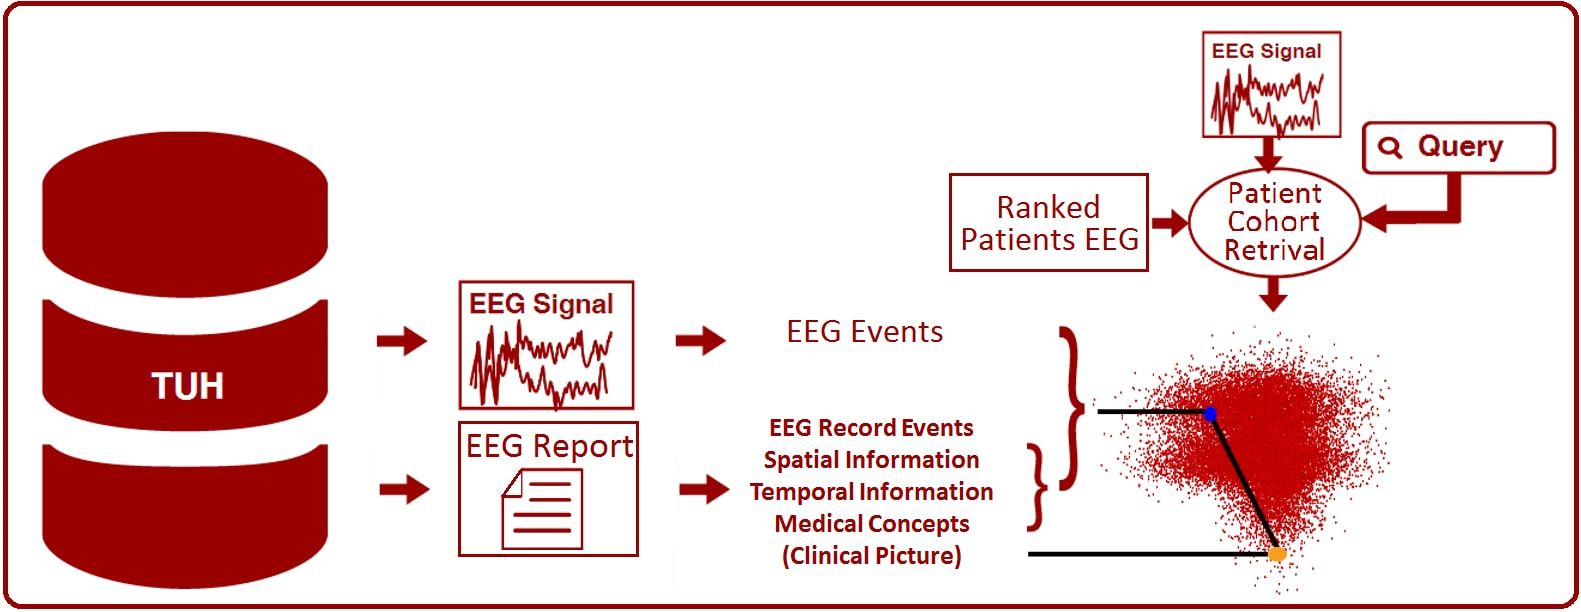 TUH
EEG Signal
EEG Report
EEG Events
EEG Record Events
Spatial Information
Temporal Information
Medical Concepts
(Clinical Picture)
Ranked
Patients EEG
EEG Signal
Patient
Cohort
Retrival
Query